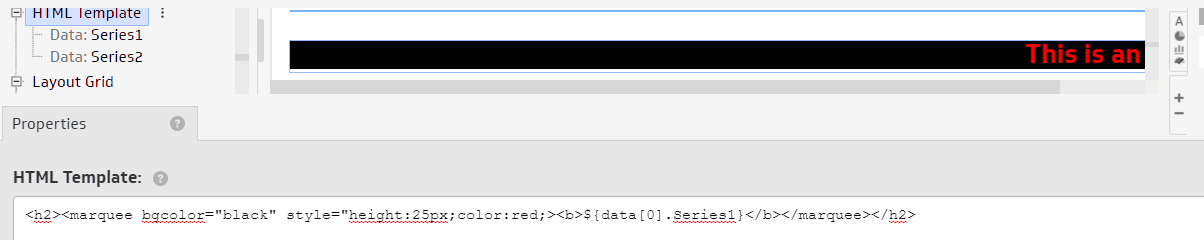 HTML Template
Data: Series1
Data: Series2
Layout Grid
This is an
A
Properties
HTML Template:
<h2><marquee bgcolor="black" style="height:25px;color:red;><b>${data[0].Series1}</b></marquee></h2>